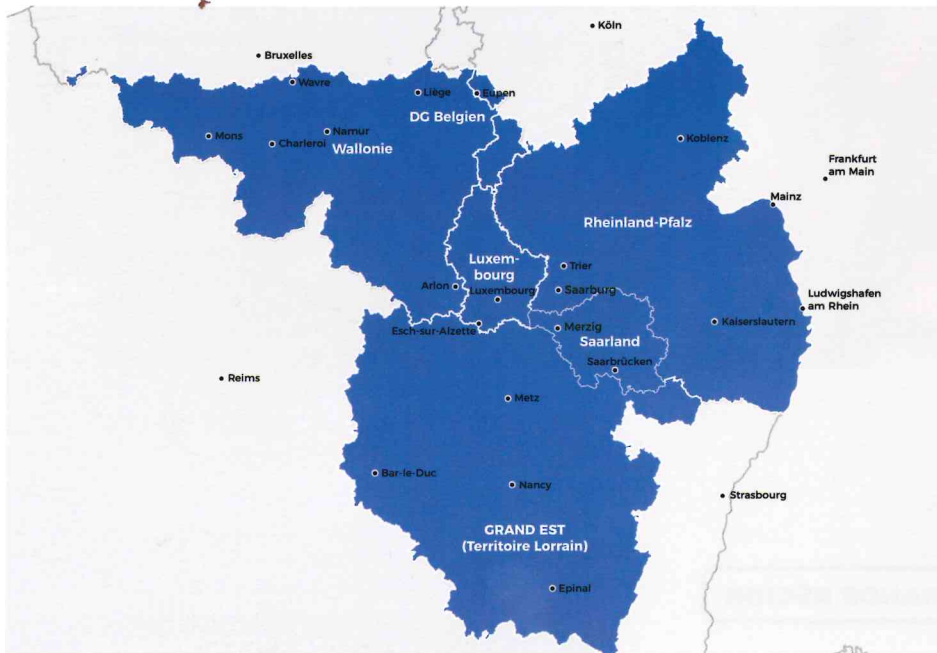 Köln
Bruxelles
Wavre
Liège
Eupen
DG Belgien
Mons
Namur
Charleroi
Wallonie
Koblenz
Frankfurt
am Main
Mainz
Rheinland-Pfalz
Luxem-
bourg
Trier
Arlon
Luxembourg
Saarburg
Ludwigshafen
am Rhein
Esch-sur-Alzette
Merzig
Kaiserslautern
Saarland
Saarbrücken
Reims
Metz
Bar-le-Duc
Nancy
Strasbourg
GRAND EST
(Territoire Lorrain)
Epinal